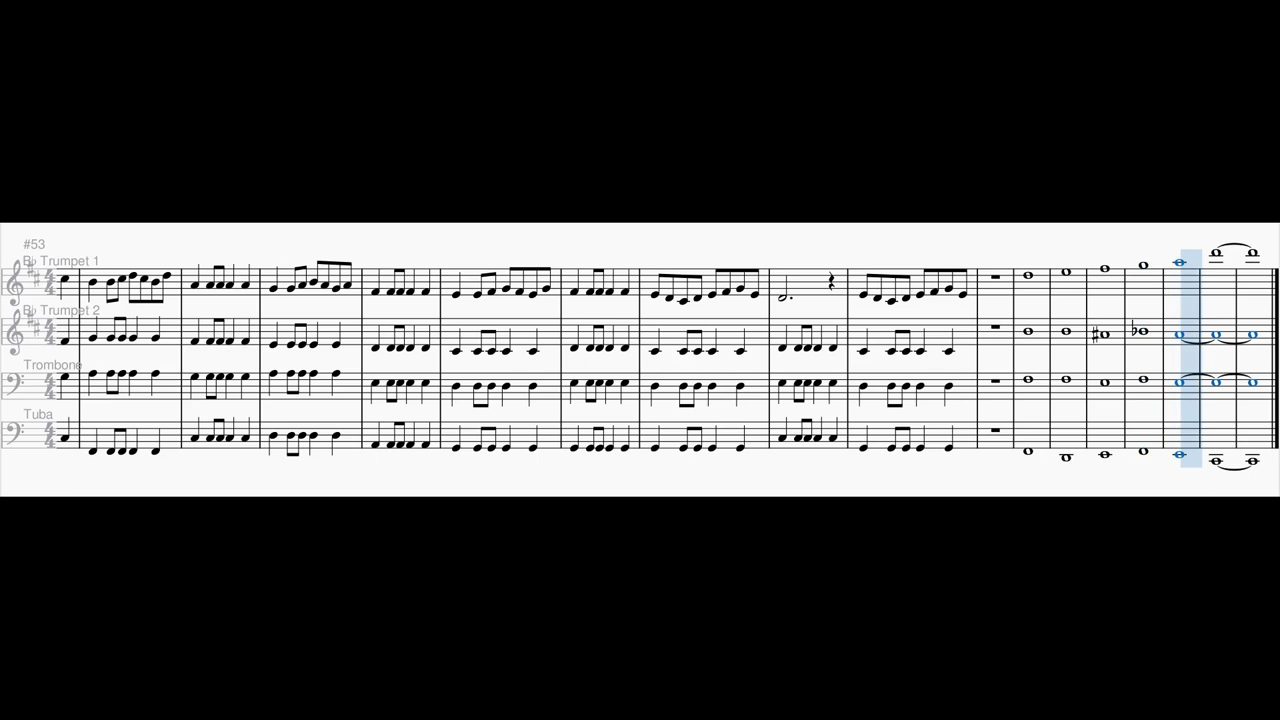 #53
B♭ Trumpet 1
B♭ Trumpet 2
Trombone
Tuba